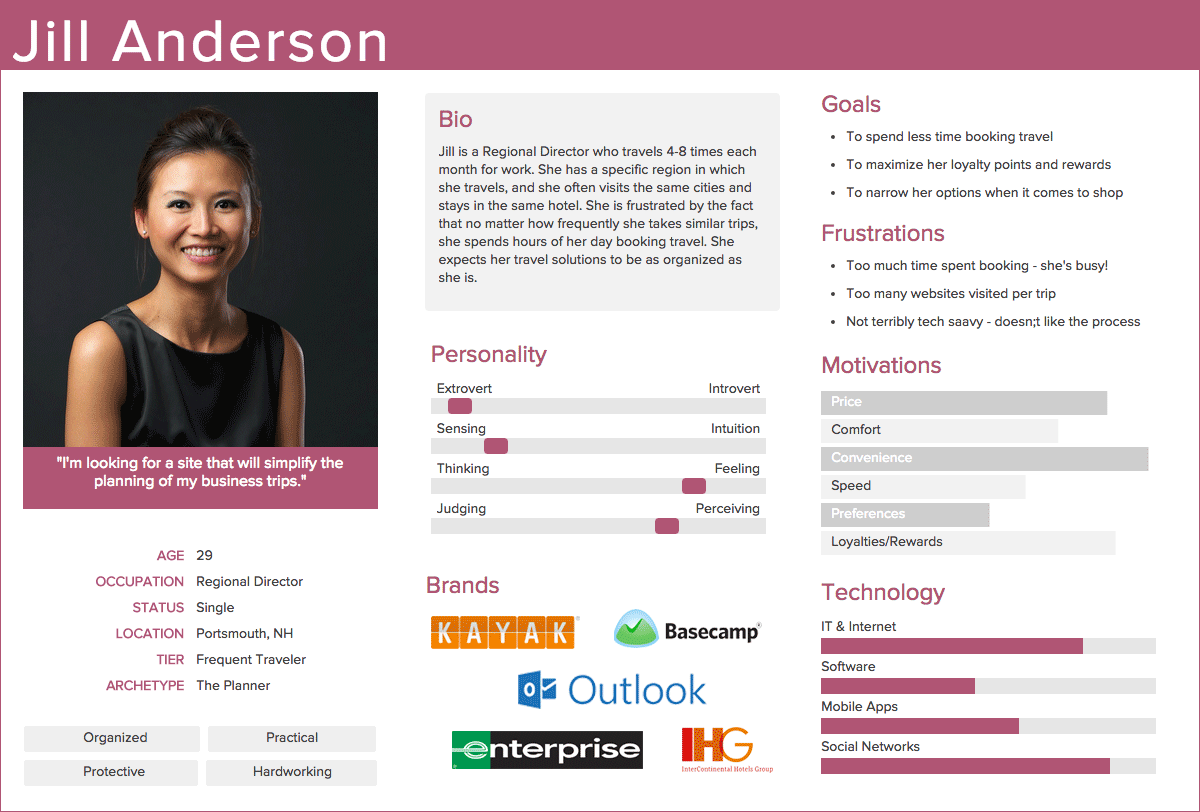 Jill Anderson
"I'm looking for a site that will simplify the
planning of my business trips."
AGE 29
OCCUPATION Regional Director
STATUS Single
LOCATION Portsmouth, NH
TIER Frequent Traveler
ARCHETYPE The Planner
Organized Practical
Protective Hardworking
Bio
Jill is a Regional Director who travels 4-8 times each
month for work. She has a specific region in which
she travels, and she often visits the same cities and
stays in the same hotel. She is frustrated by the fact
that no matter how frequently she takes similar trips,
she spends hours of her day booking travel. She
expects her travel solutions to be as organized as
she is.
Personality
Extrovert Introvert
Sensing Intuition
Thinking Feeling
Judging Perceiving
Brands
KAYAK® Basecamp®
Outlook
enterprise IHG
InterContinental Hotels Group
Goals
• To spend less time booking travel
• To maximize her loyalty points and rewards
• To narrow her options when it comes to shop
Frustrations
• Too much time spent booking - she's busy!
• Too many websites visited per trip
• Not terribly tech saavy - doesn;t like the process
Motivations
Price
Comfort
Convenience
Speed
Preferences
Loyalties/Rewards
Technology
IT & Internet
Software
Mobile Apps
Social Networks